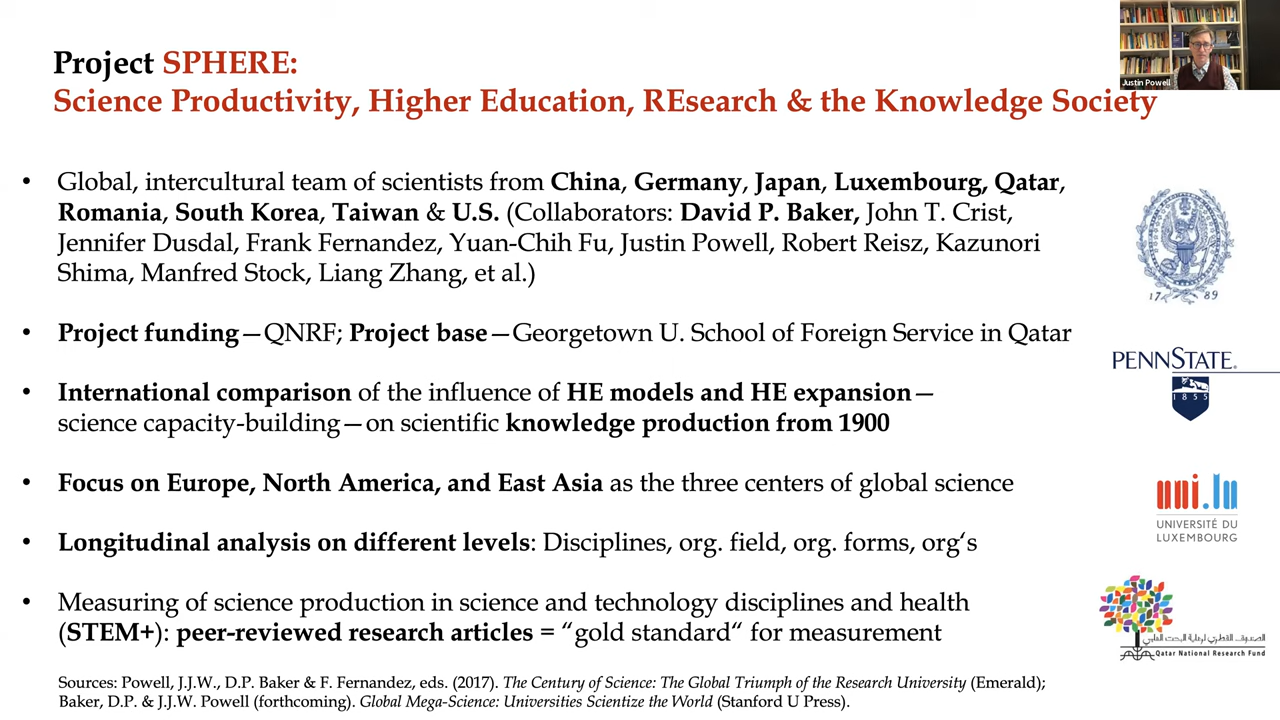 Project SPHERE:
Science Productivity, Higher Education, REsearch & the Knowledge Society
Justin Powell
• Global, intercultural team of scientists from China, Germany, Japan, Luxembourg, Qatar,
Romania, South Korea, Taiwan & U.S. (Collaborators: David P. Baker, John T. Crist,
Jennifer Dusdal, Frank Fernandez, Yuan-Chih Fu, Justin Powell, Robert Reisz, Kazunori
Shima, Manfred Stock, Liang Zhang, et al.)
• Project funding—QNRF; Project base—Georgetown U. School of Foreign Service in Qatar
• International comparison of the influence of HE models and HE expansion—
science capacity-building—on scientific knowledge production from 1900
• Focus on Europe, North America, and East Asia as the three centers of global science
• Longitudinal analysis on different levels: Disciplines, org. field, org. forms, org‘s
• Measuring of science production in science and technology disciplines and health
(STEM+): peer-reviewed research articles = “gold standard“ for measurement
Sources: Powell, J.J.W., D.P. Baker & F. Fernandez, eds. (2017). The Century of Science: The Global Triumph of the Research University (Emerald);
Baker, D.P. & J.J.W. Powell (forthcoming). Global Mega-Science: Universities Scientize the World (Stanford U Press).
17 89
PENNSTATE.
1855
uni.lu
UNIVERSITÉ DU
LUXEMBOURG
الصندوق القطري لرعاية البحث العلمي
Qatar National Research Fund